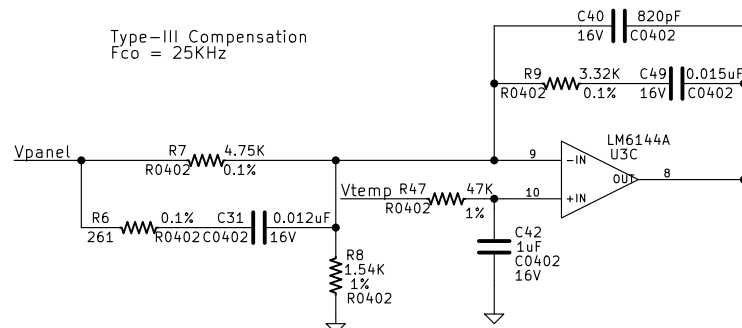 Type-III Compensation
Fco = 25KHz
C40
820pF
16V
C0402
R9
3.32K
C49
0.015uF
R0402
0.1%
16V
C0402
Vpanel
R7
4.75K
R0402
0.1%
LM6144A
U3C
9
-IN
OUT
8
10
+IN
Vtemp
R47
47K
R0402
1%
R6
0.1%
C31
0.012uF
261
R0402
C0402
16V
C42
1uF
C0402
16V
R8
1.54K
1%
R0402